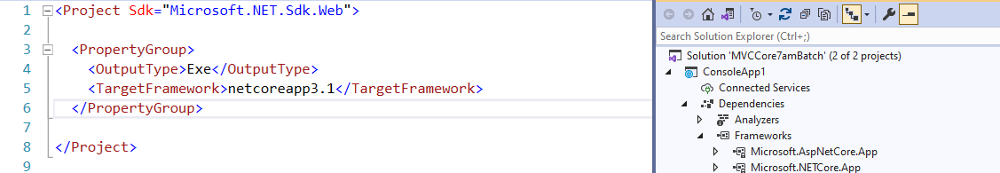 1 <Project Sdk="Microsoft.NET.Sdk.Web">
2
3 <PropertyGroup>
4 <OutputType>Exe</OutputType>
5 <TargetFramework>netcoreapp3.1</TargetFramework>
6 </PropertyGroup>
7
8 </Project>
9
Search Solution Explorer (Ctrl+;)
Solution 'MVCCore7amBatch' (2 of 2 projects)
ConsoleApp1
Connected Services
Dependencies
Analyzers
Frameworks
Microsoft.AspNetCore.App
Microsoft.NETCore.App